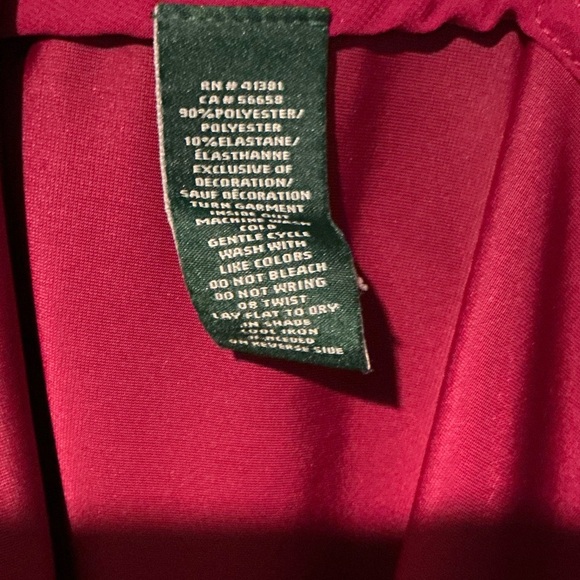 RN # 41381
CA # 56658
90%POLYESTER/
POLYESTER
10%ELASTANE/
ÉLASTHANNE
EXCLUSIVE OF
DECORATION/
SAUF DÉCORATION
TURN GARMENT
INSIDE OUT
MACHINE WASH
COLD
GENTLE CYCLE
WASH WITH
LIKE COLORS
DO NOT BLEACH
DO NOT WRING
OR TWIST
LAY FLAT TO DRY
IN SHADE
COOL IRON
IF NEEDED
ON REVERSE SIDE